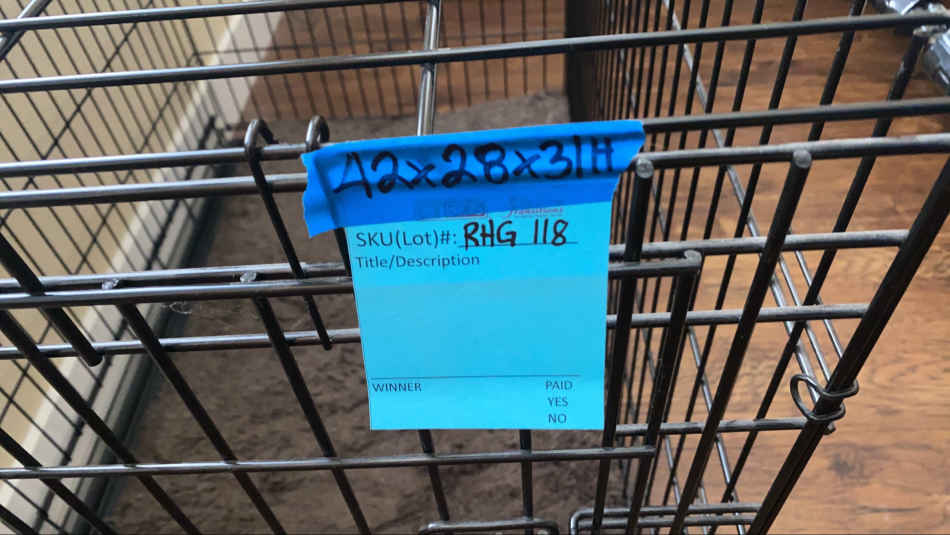 42x28x31H
SKU(Lot)#: RHG 118
Title/Description
WINNER
PAID
YES
NO